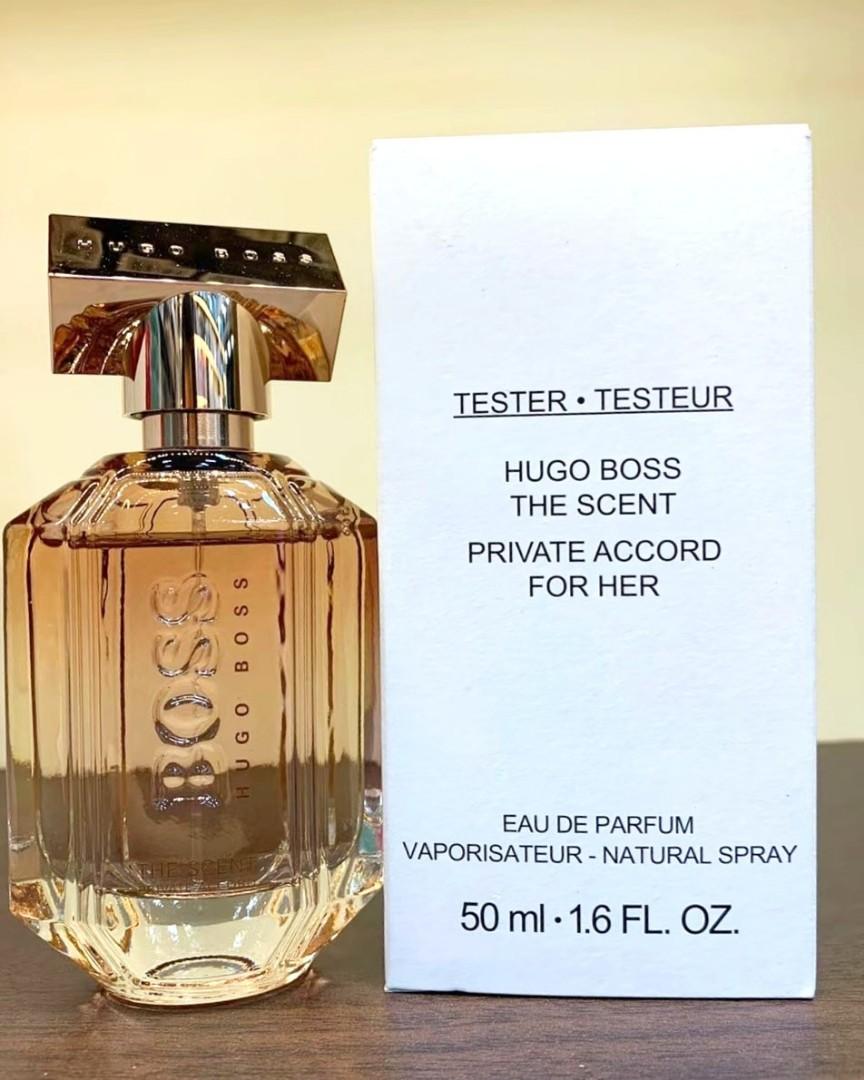 HUGO BOSS
BOSS
HUGO BOSS
THE SCENT
TESTER • TESTEUR
HUGO BOSS
THE SCENT
PRIVATE ACCORD
FOR HER
EAU DE PARFUM
VAPORISATEUR - NATURAL SPRAY
50 ml • 1.6 FL. OZ.